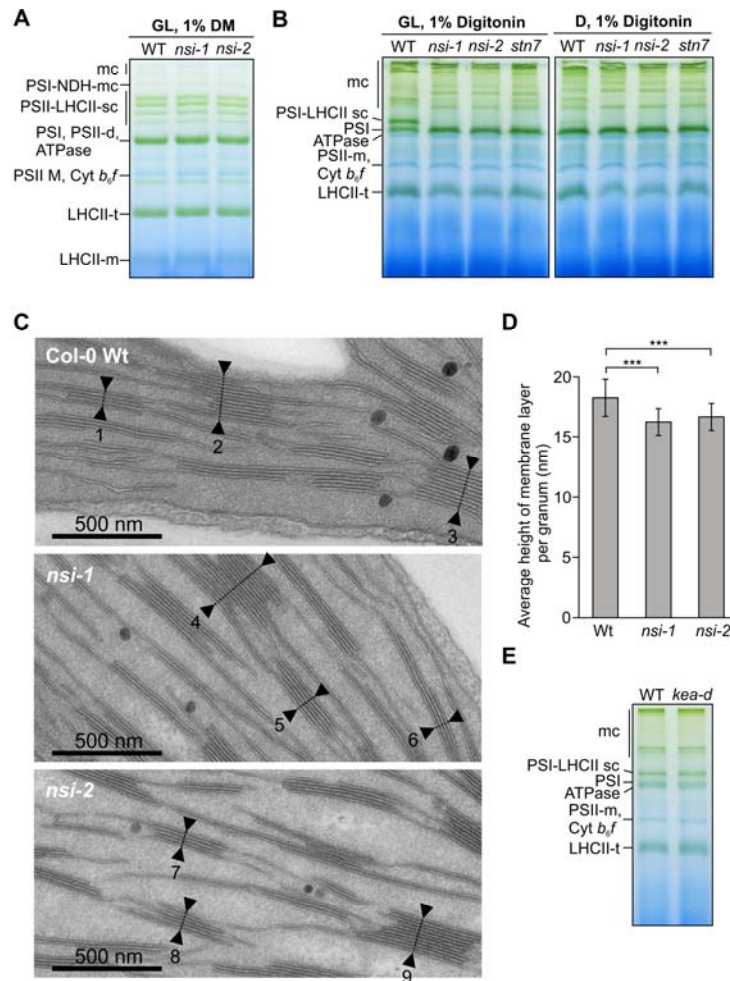 A
GL, 1% DM
WT nsi-1 nsi-2
mc
PSI-NDH-mc
PSII-LHCII-sc
PSI, PSII-d,
ATPase
PSII M, Cyt b₆f
LHCII-t
LHCII-m
B
GL, 1% Digitonin D, 1% Digitonin
WT nsi-1 nsi-2 stn7 WT nsi-1 nsi-2 stn7
mc
PSI-LHCII sc
PSI
ATPase
PSII-m,
Cyt b₆f
LHCII-t
C
Col-0 Wt
1
2
3
500 nm
nsi-1
4
5
6
500 nm
nsi-2
7
8
9
500 nm
D
Average height of membrane layer
per granum (nm)
***
***
20
15
10
5
0
Wt nsi-1 nsi-2
E
WT kea-d
mc
PSI-LHCII sc
PSI
ATPase
PSII-m,
Cyt b₆f
LHCII-t